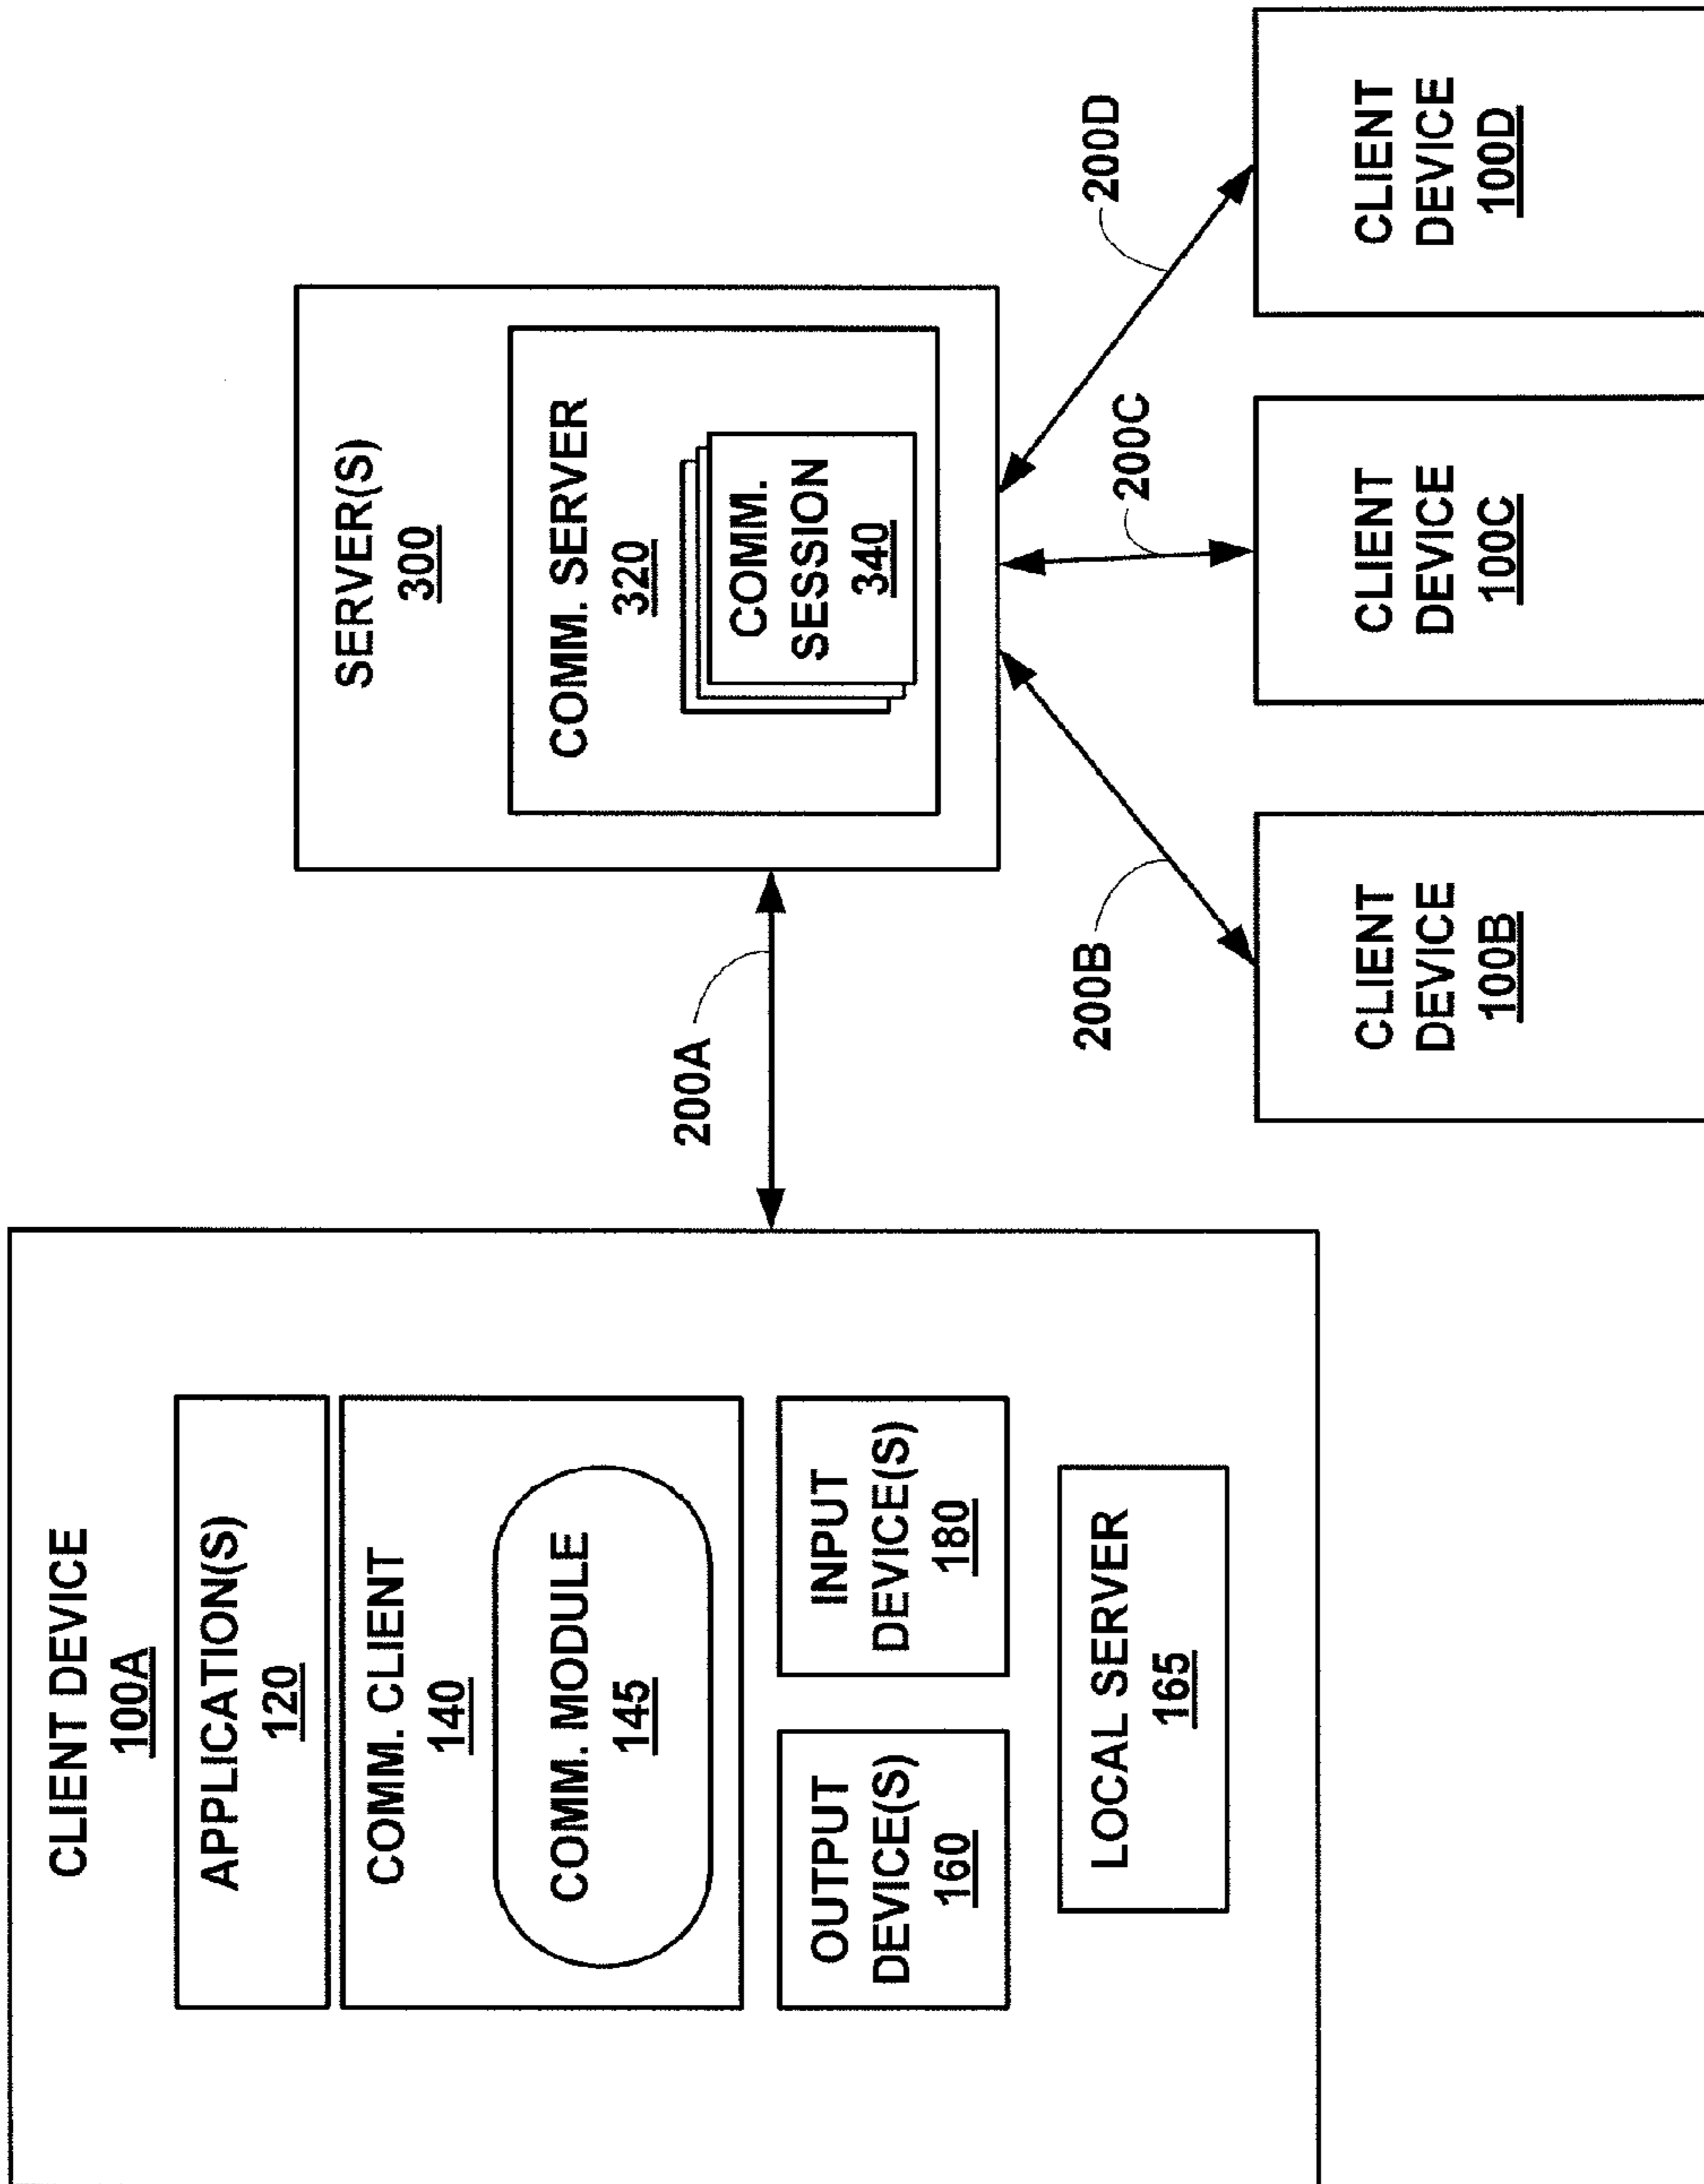 CLIENT DEVICE
100A
APPLICATION(S)
120
COMM. CLIENT
140
COMM. MODULE
145
OUTPUT
DEVICE(S)
160
INPUT
DEVICE(S)
180
LOCAL SERVER
165
200A
SERVER(S)
300
COMM. SERVER
320
COMM.
SESSION
340
200B
200C
200D
CLIENT
DEVICE
100B
CLIENT
DEVICE
100C
CLIENT
DEVICE
100D